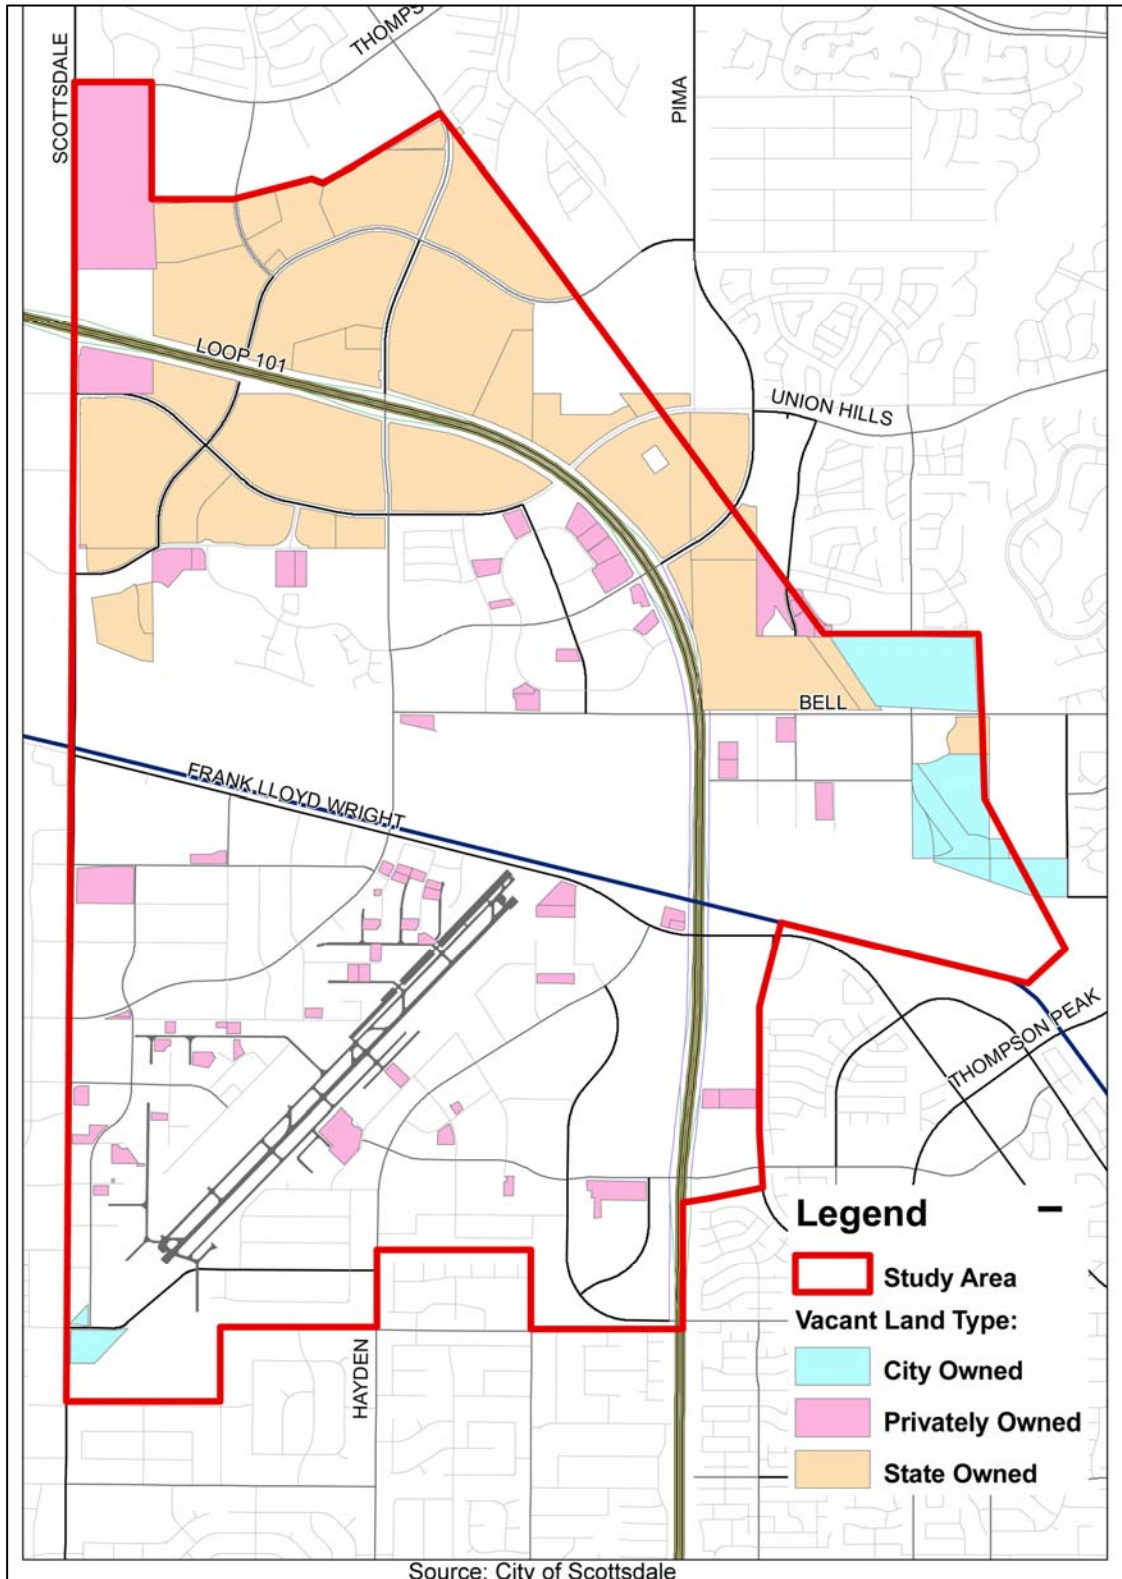 THOMPS
SCOTTSDALE
PIMA
LOOP 101
UNION HILLS
BELL
FRANK LLOYD WRIGHT
THOMPSON PEAK
HAYDEN
Legend
Study Area
Vacant Land Type:
City Owned
Privately Owned
State Owned
Source: City of Scottsdale